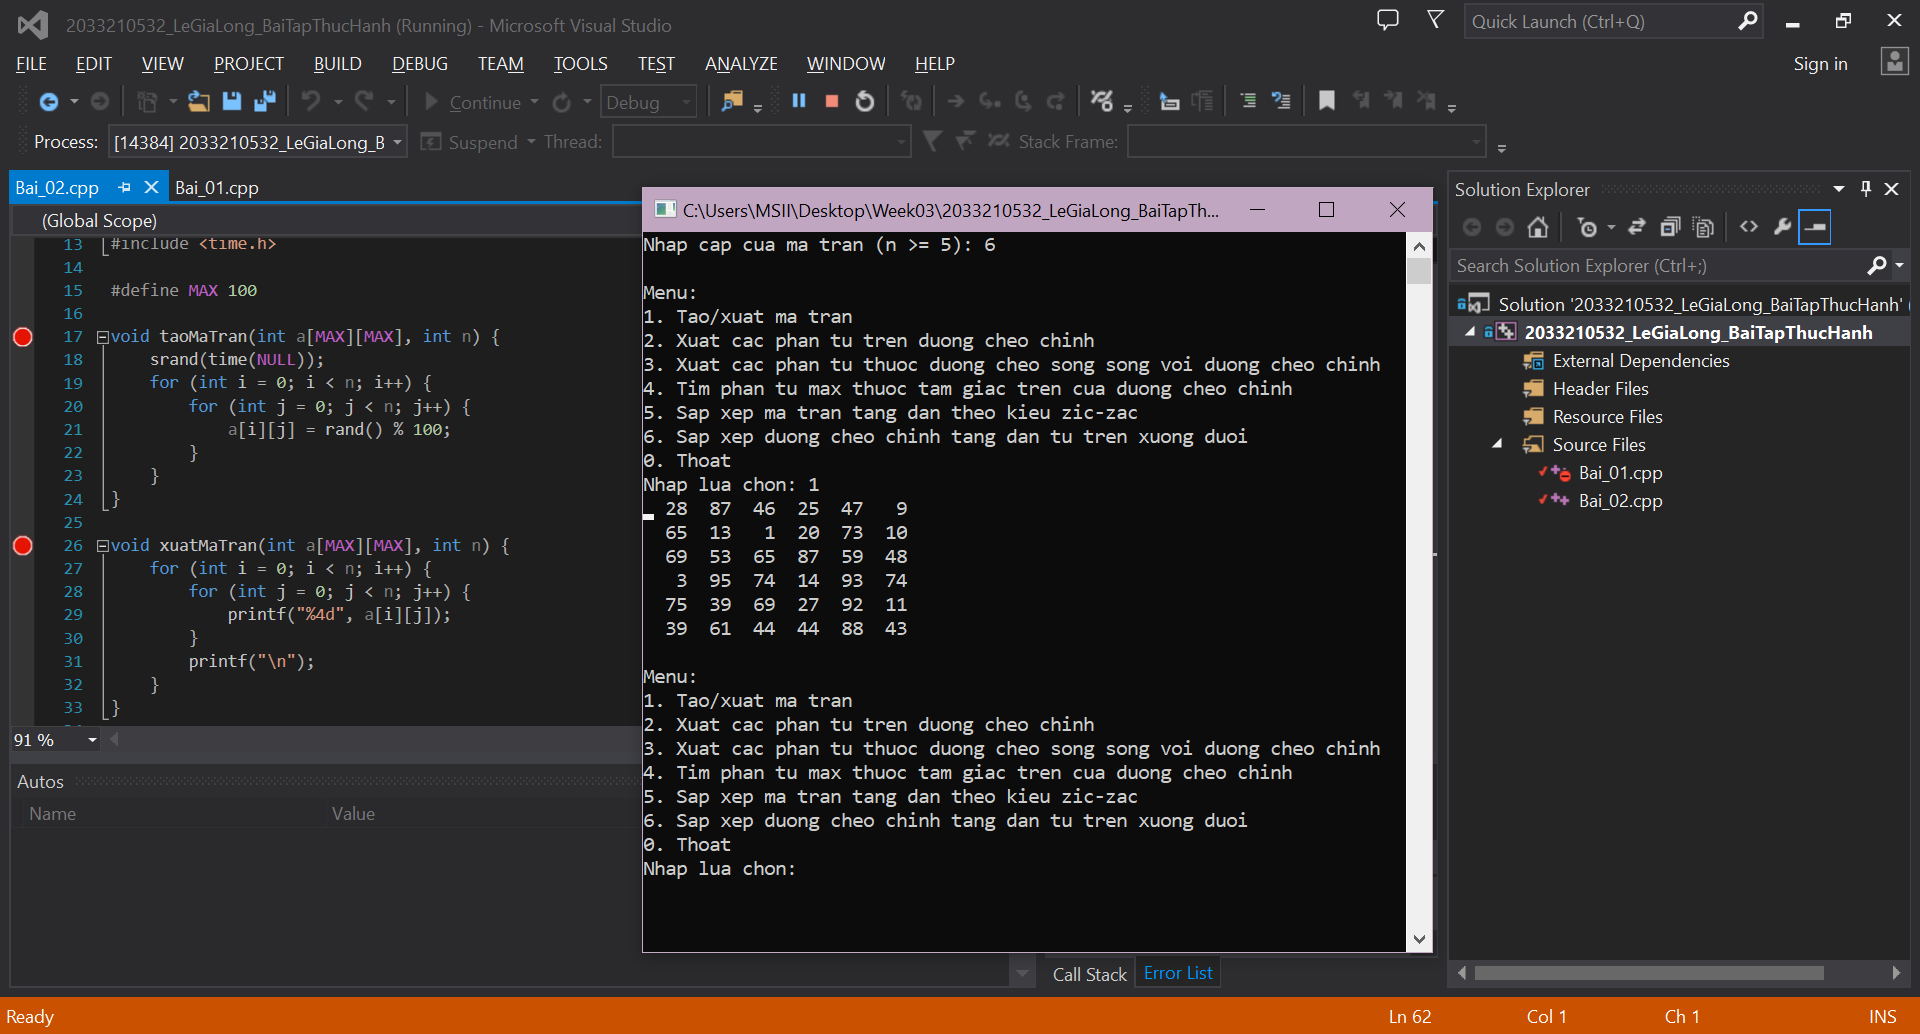 2033210532_LeGiaLong_BaiTapThucHanh (Running) - Microsoft Visual Studio
Quick Launch (Ctrl+Q)
FILE EDIT VIEW PROJECT BUILD DEBUG TEAM TOOLS TEST ANALYZE WINDOW HELP
Sign in
Continue Debug
Process: [14384] 2033210532_LeGiaLong_B Suspend Thread: Stack Frame:
Bai_02.cpp Bai_01.cpp
(Global Scope)
13 #include <time.h>
14
15 #define MAX 100
16
17 void taoMaTran(int a[MAX][MAX], int n) {
18 srand(time(NULL));
19 for (int i = 0; i < n; i++) {
20 for (int j = 0; j < n; j++) {
21 a[i][j] = rand() % 100;
22 }
23 }
24 }
25
26 void xuatMaTran(int a[MAX][MAX], int n) {
27 for (int i = 0; i < n; i++) {
28 for (int j = 0; j < n; j++) {
29 printf("%4d", a[i][j]);
30 }
31 printf("\n");
32 }
33 }
91 %
Autos
Name Value
C:\Users\MSII\Desktop\Week03\2033210532_LeGiaLong_BaiTapTh...
Nhap cap cua ma tran (n >= 5): 6
Menu:
1. Tao/xuat ma tran
2. Xuat cac phan tu tren duong cheo chinh
3. Xuat cac phan tu thuoc duong cheo song song voi duong cheo chinh
4. Tim phan tu max thuoc tam giac tren cua duong cheo chinh
5. Sap xep ma tran tang dan theo kieu zic-zac
6. Sap xep duong cheo chinh tang dan tu tren xuong duoi
0. Thoat
Nhap lua chon: 1
28 87 46 25 47 9
65 13 1 20 73 10
69 53 65 87 59 48
3 95 74 14 93 74
75 39 69 27 92 11
39 61 44 44 88 43
Menu:
1. Tao/xuat ma tran
2. Xuat cac phan tu tren duong cheo chinh
3. Xuat cac phan tu thuoc duong cheo song song voi duong cheo chinh
4. Tim phan tu max thuoc tam giac tren cua duong cheo chinh
5. Sap xep ma tran tang dan theo kieu zic-zac
6. Sap xep duong cheo chinh tang dan tu tren xuong duoi
0. Thoat
Nhap lua chon:
Call Stack Error List
Solution Explorer
Search Solution Explorer (Ctrl+;)
Solution '2033210532_LeGiaLong_BaiTapThucHanh' (
2033210532_LeGiaLong_BaiTapThucHanh
External Dependencies
Header Files
Resource Files
Source Files
Bai_01.cpp
Bai_02.cpp
Ready Ln 62 Col 1 Ch 1 INS